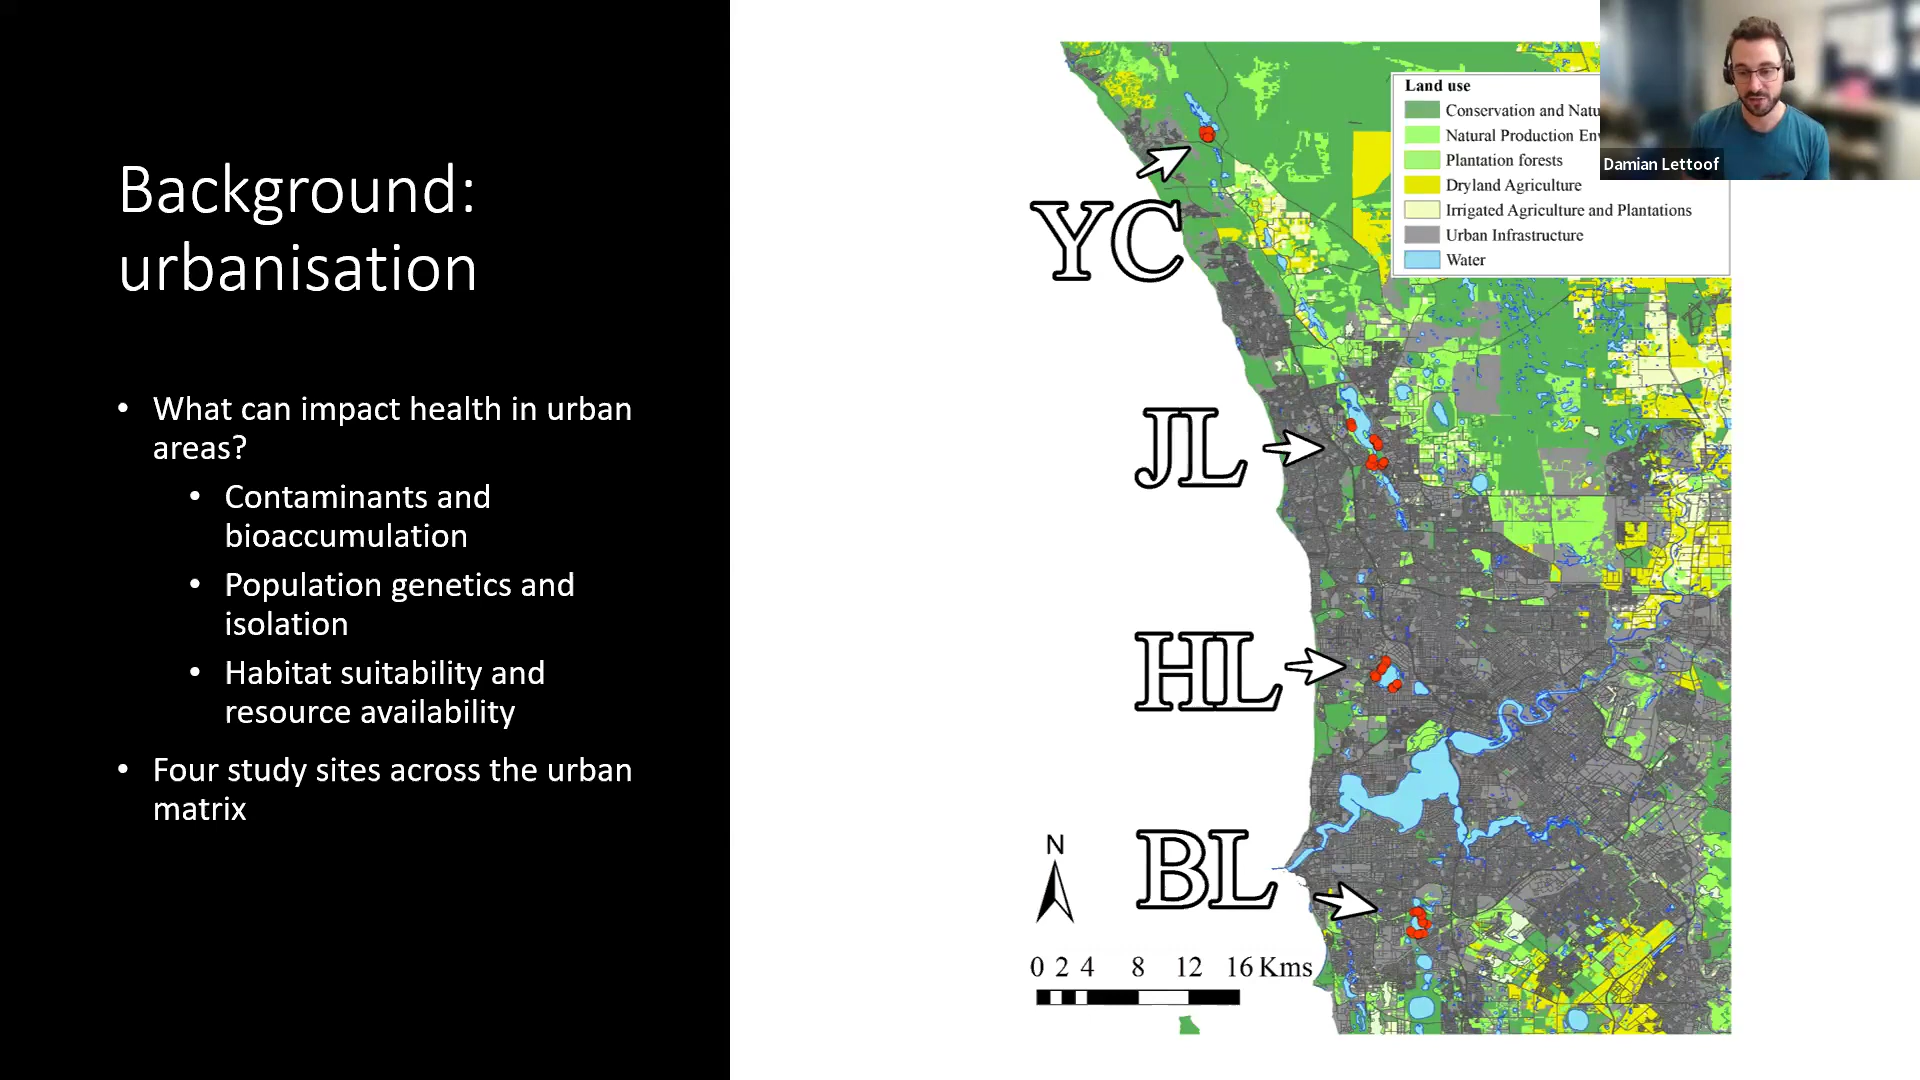 Background:
urbanisation
• What can impact health in urban
areas?
• Contaminants and
bioaccumulation
• Population genetics and
isolation
• Habitat suitability and
resource availability
• Four study sites across the urban
matrix
YC
JL
HL
BL
N
0 2 4 8 12 16 Kms
Land use
Conservation and Natu
Natural Production En
Plantation forests
Dryland Agriculture
Irrigated Agriculture and Plantations
Urban Infrastructure
Water
Damian Lettoof